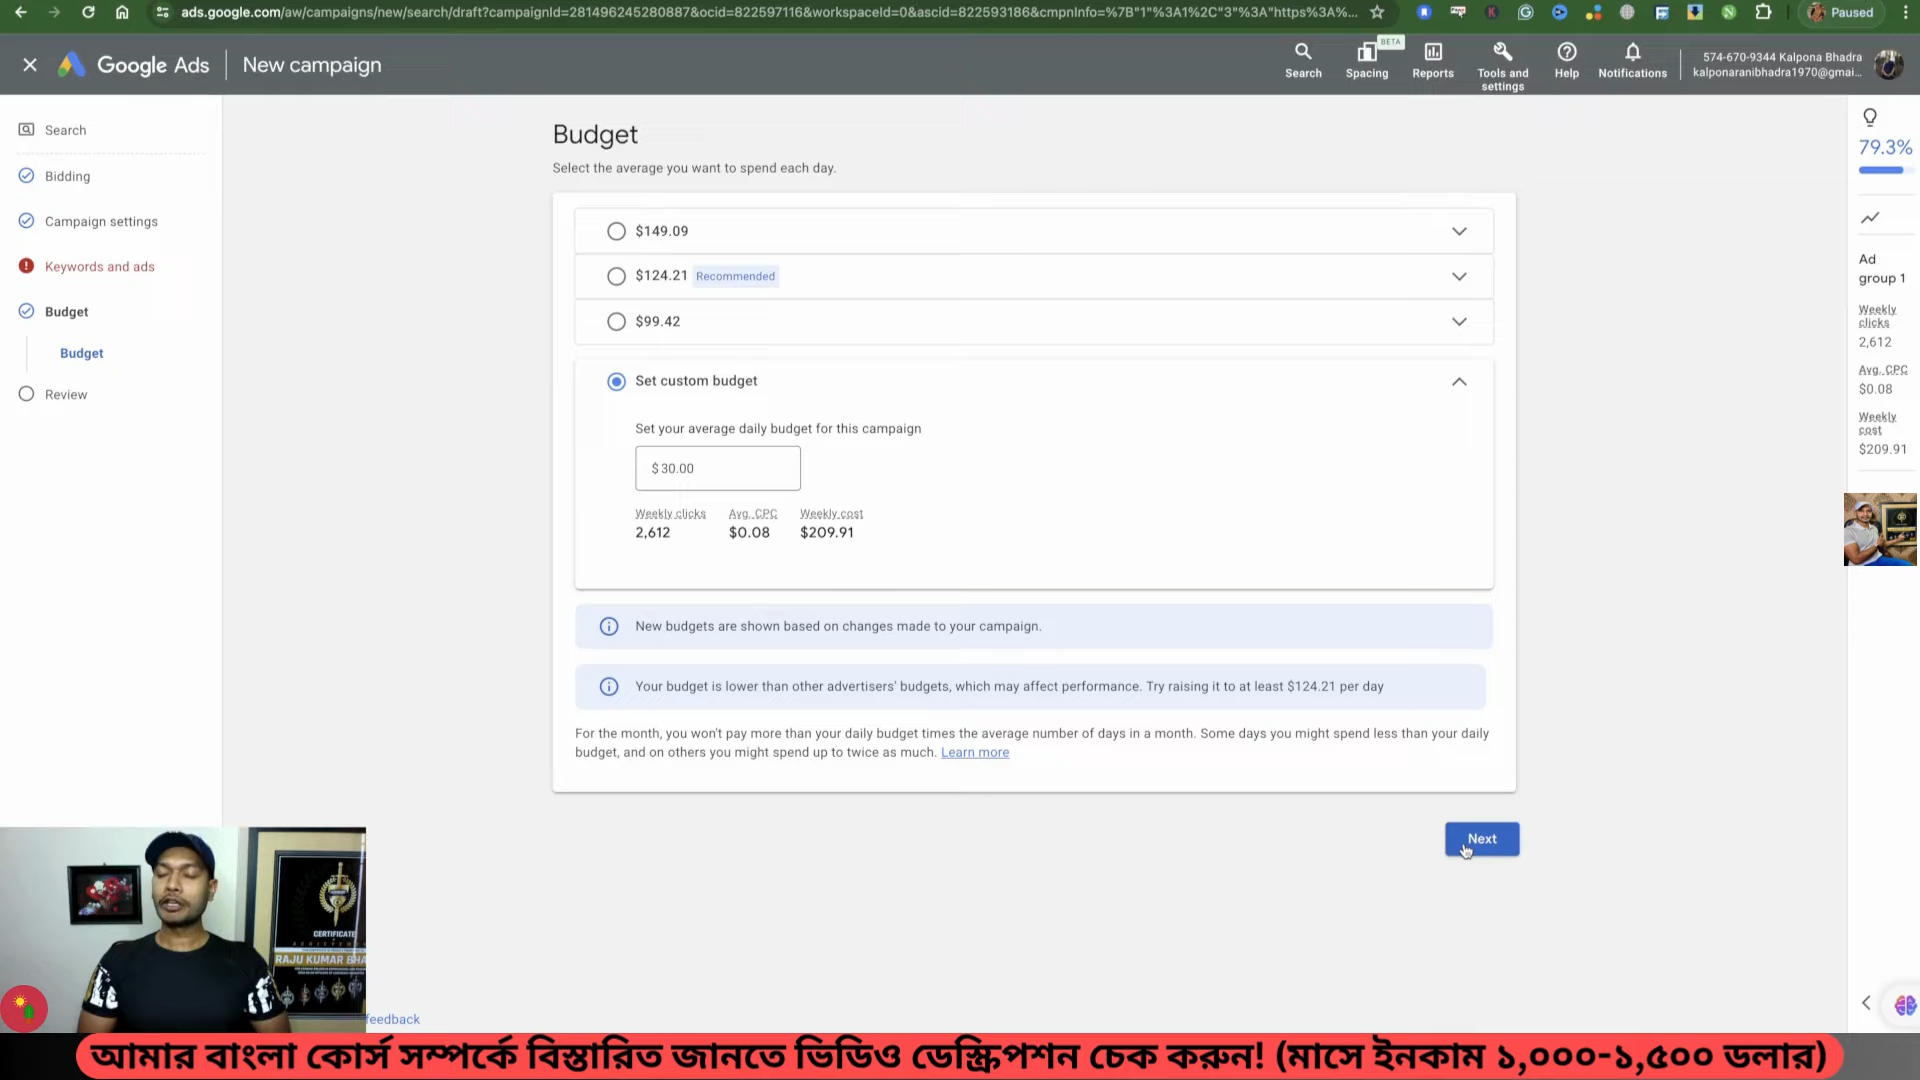 ads.google.com/aw/campaigns/new/search/draft?campaignId=281496245280887&ocid=822597116&workspaceId=0&ascid=822593186&cmpnInfo=%7B"1"%3A1%2C"3"%3A"https%3A%...
Paused
Google Ads
New campaign
Search
BETA
Spacing
Reports
Tools and settings
Help
Notifications
574-670-9344 Kalpona Bhadra
kalponaranibhadra1970@gmai...
Search
Bidding
Campaign settings
Keywords and ads
Budget
Budget
Review
Budget
Select the average you want to spend each day.
$149.09
$124.21 Recommended
$99.42
Set custom budget
Set your average daily budget for this campaign
$ 30.00
Weekly clicks Avg. CPC Weekly cost
2,612 $0.08 $209.91
New budgets are shown based on changes made to your campaign.
Your budget is lower than other advertisers' budgets, which may affect performance. Try raising it to at least $124.21 per day
For the month, you won't pay more than your daily budget times the average number of days in a month. Some days you might spend less than your daily
budget, and on others you might spend up to twice as much. Learn more
Next
79.3%
Ad
group 1
Weekly
clicks
2,612
Avg. CPC
$0.08
Weekly
cost
$209.91
CERTIFICATE
RAJU KUMAR BHA
feedback
আমার বাংলা কোর্স সম্পর্কে বিস্তারিত জানতে ভিডিও ডেস্ক্রিপশন চেক করুন! (মাসে ইনকাম ১,০০০-১,৫০০ ডলার)